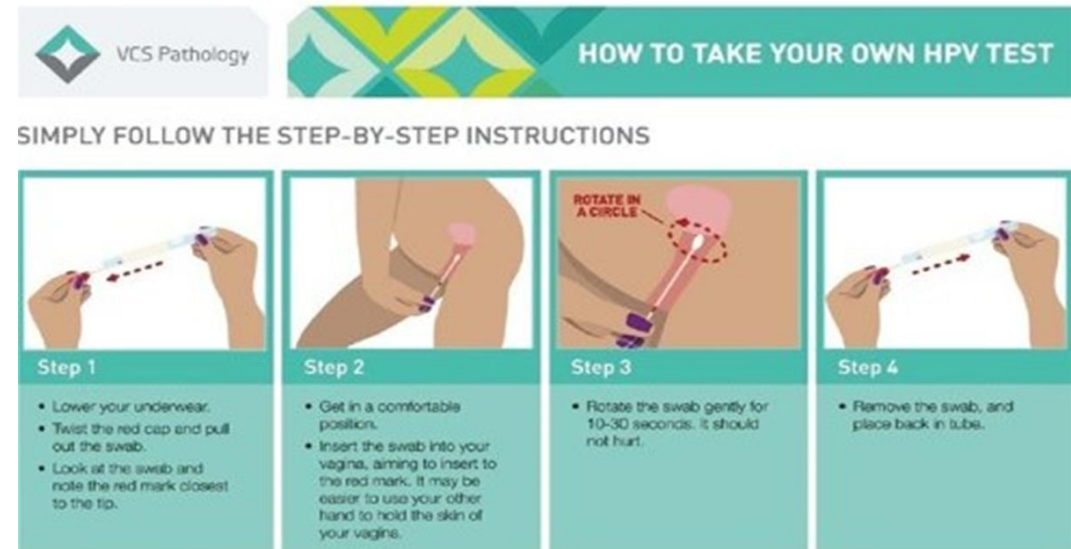 VCS Pathology
HOW TO TAKE YOUR OWN HPV TEST
SIMPLY FOLLOW THE STEP-BY-STEP INSTRUCTIONS
Step 1
• Lower your underwear.
• Twist the red cap and pull
out the swab.
• Look at the swab and
note the red mark closest
to the tip.
Step 2
• Get in a comfortable
position.
• Insert the swab into your
vagina, aiming to insert to
the red mark. It may be
easier to use your other
hand to hold the skin of
your vagina.
ROTATE IN
A CIRCLE
Step 3
• Rotate the swab gently for
10-30 seconds. It should
not hurt.
Step 4
• Remove the swab, and
place back in tube.